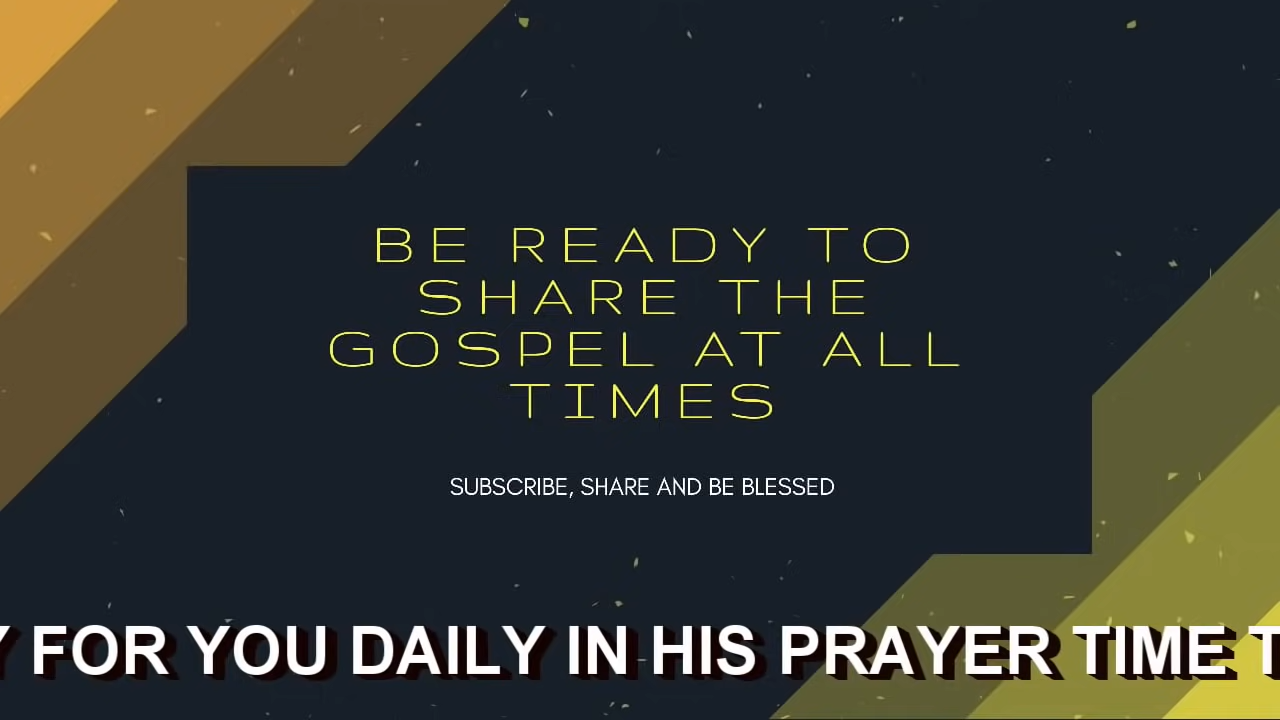 BE READY TO
SHARE THE
GOSPEL AT ALL
TIMES
SUBSCRIBE, SHARE AND BE BLESSED
Y FOR YOU DAILY IN HIS PRAYER TIME T